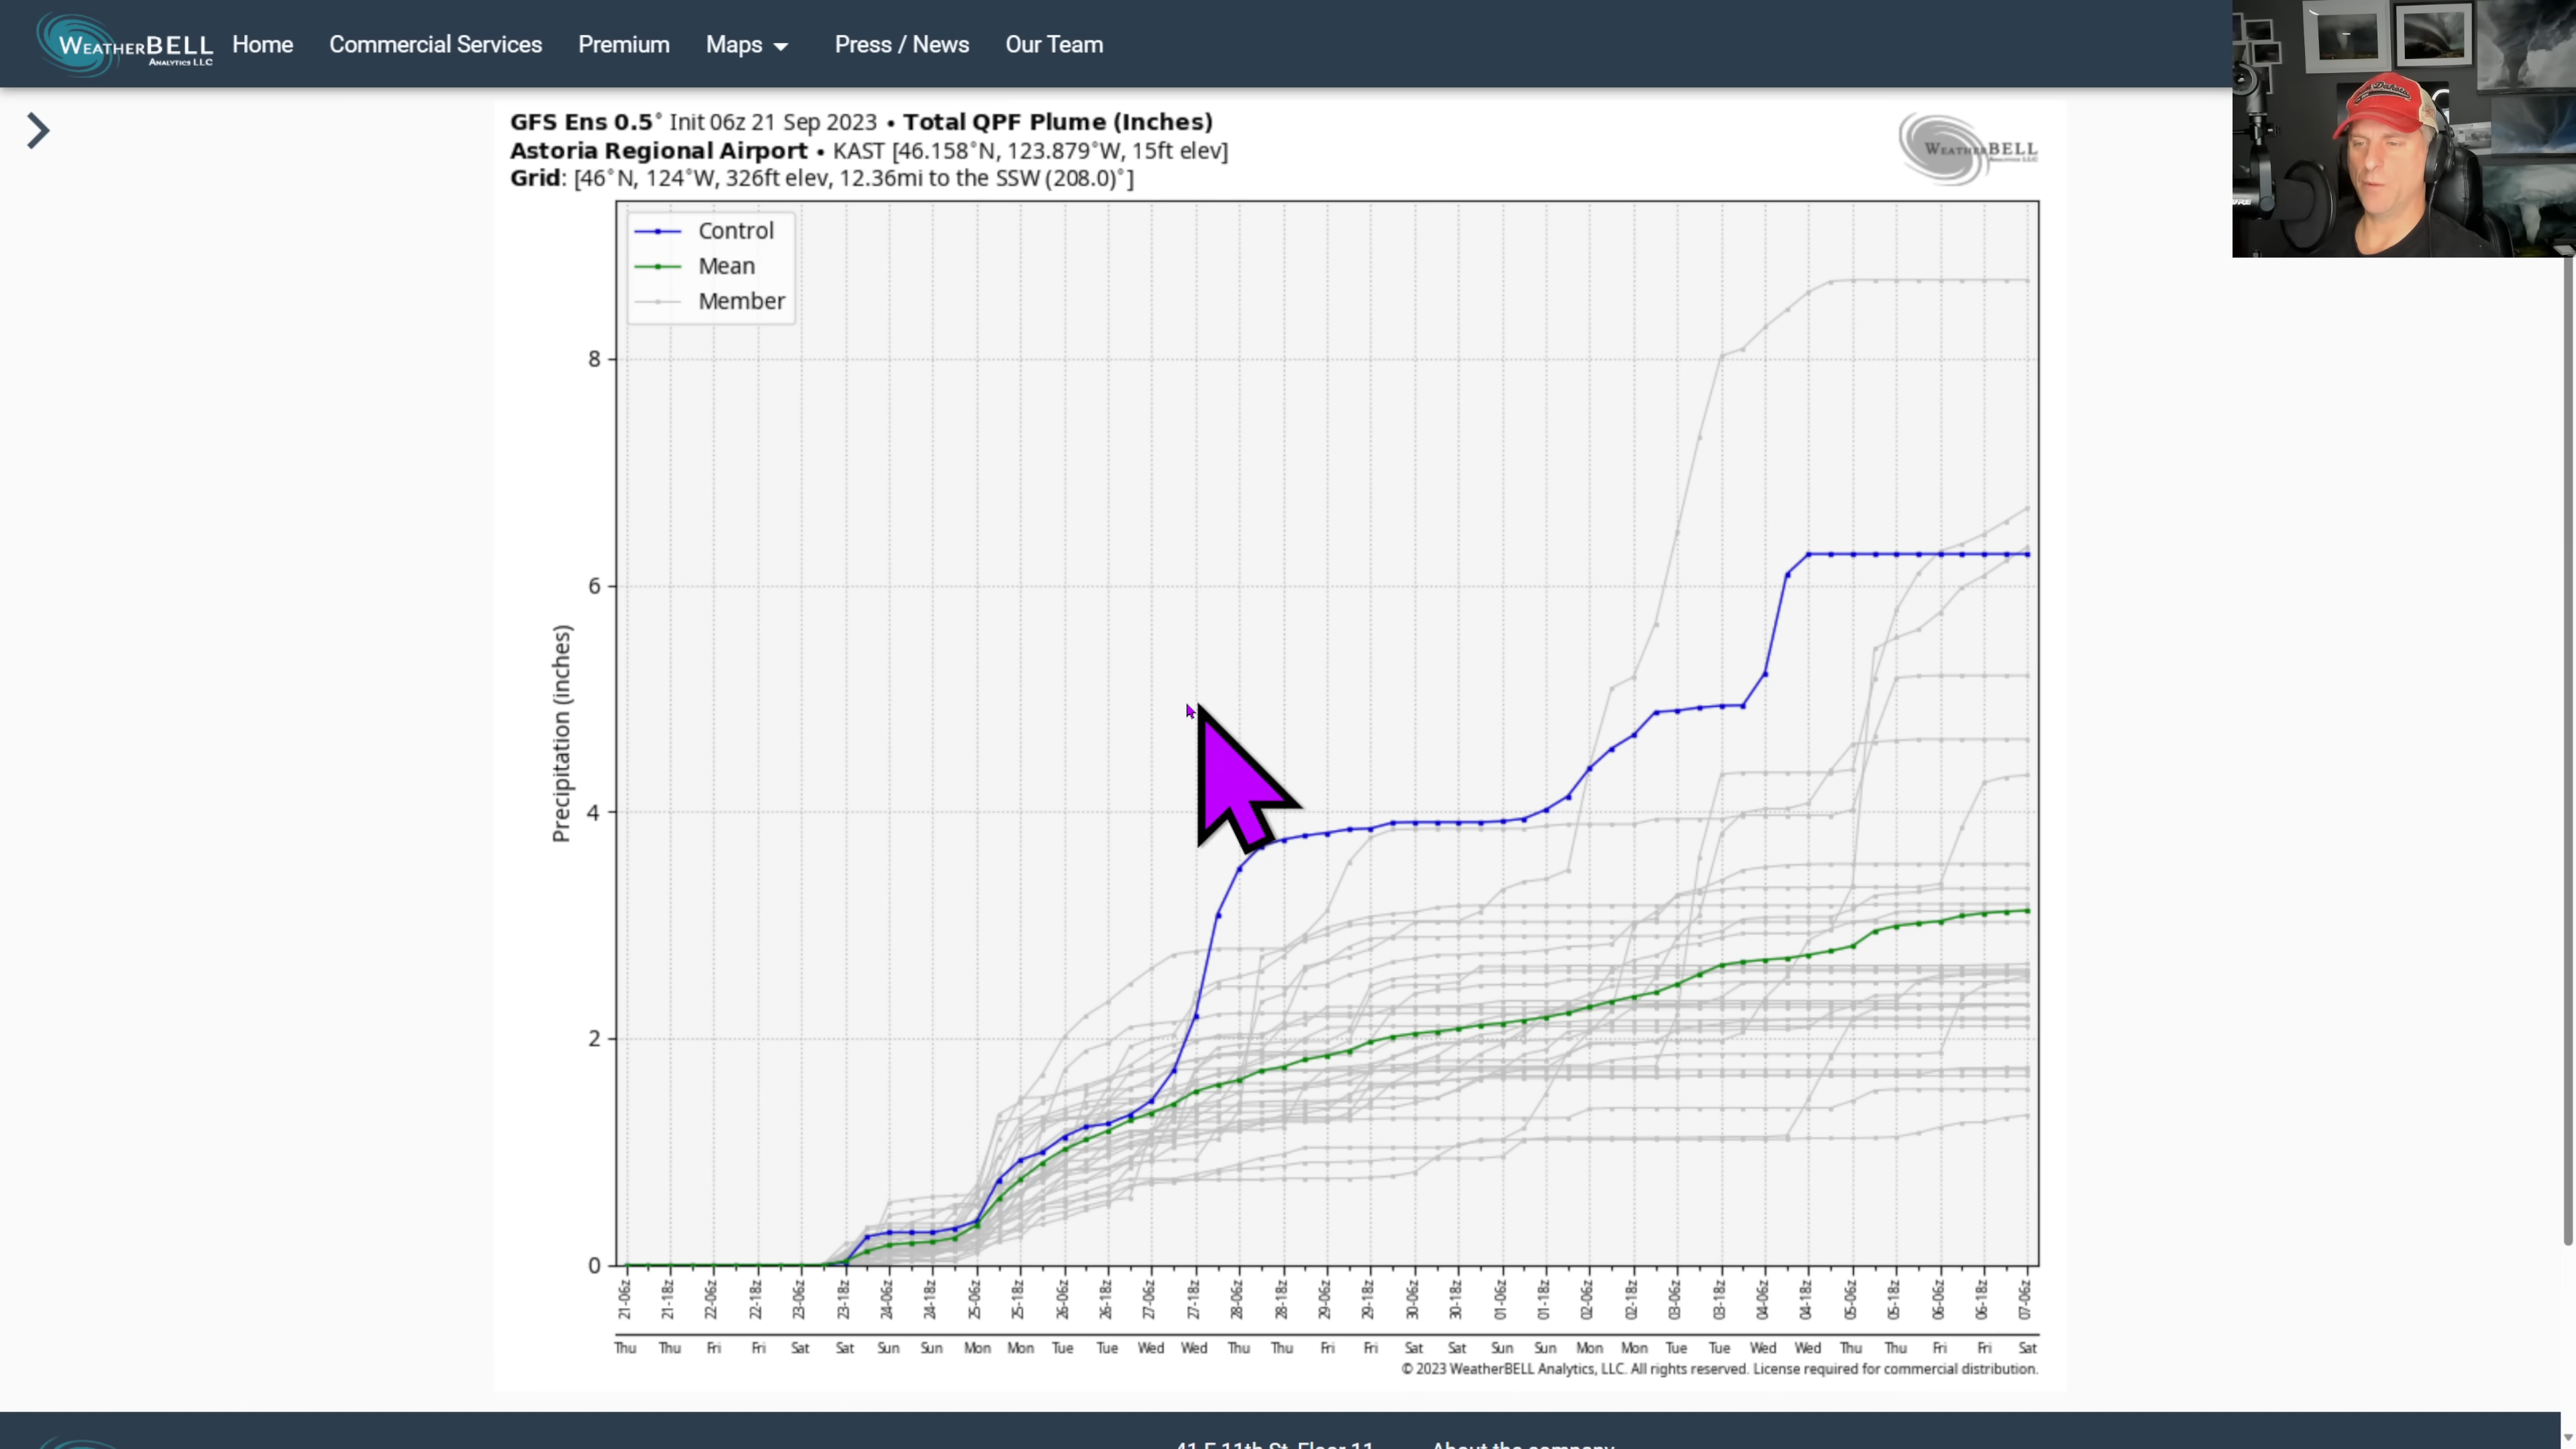 WEATHERBELL
ANALYTICS LLC
Home
Commercial Services
Premium
Maps
Press / News
Our Team
GFS Ens 0.5° Init 06z 21 Sep 2023 • Total QPF Plume (Inches)
Astoria Regional Airport • KAST [46.158°N, 123.879°W, 15ft elev]
Grid: [46°N, 124°W, 326ft elev, 12.36mi to the SSW (208.0)°]
WEATHERBELL
Control
Mean
Member
Precipitation (inches)
8
6
4
2
0
21-06z 21-18z 22-06z 22-18z 23-06z 23-18z 24-06z 24-18z 25-06z 25-18z 26-06z 26-18z 27-06z 27-18z 28-06z 28-18z 29-06z 29-18z 30-06z 30-18z 01-06z 01-18z 02-06z 02-18z 03-06z 03-18z 04-06z 04-18z 05-06z 05-18z 06-06z 06-18z 07-06z
Thu Thu Fri Fri Sat Sat Sun Sun Mon Mon Tue Tue Wed Wed Thu Thu Fri Fri Sat Sat Sun Sun Mon Mon Tue Tue Wed Wed Thu Thu Fri Fri Sat
© 2023 WeatherBELL Analytics, LLC. All rights reserved. License required for commercial distribution.
41 E 11th St. Floor 11
About the company